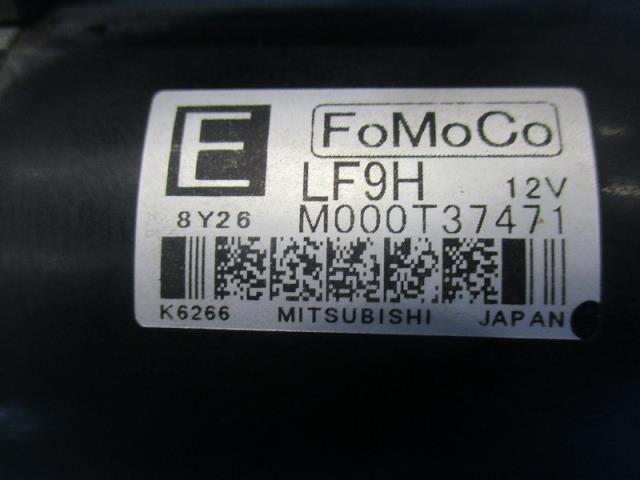 E FoMoCo
LF9H 12V
8Y26 M000T37471
K6266 MITSUBISHI JAPAN